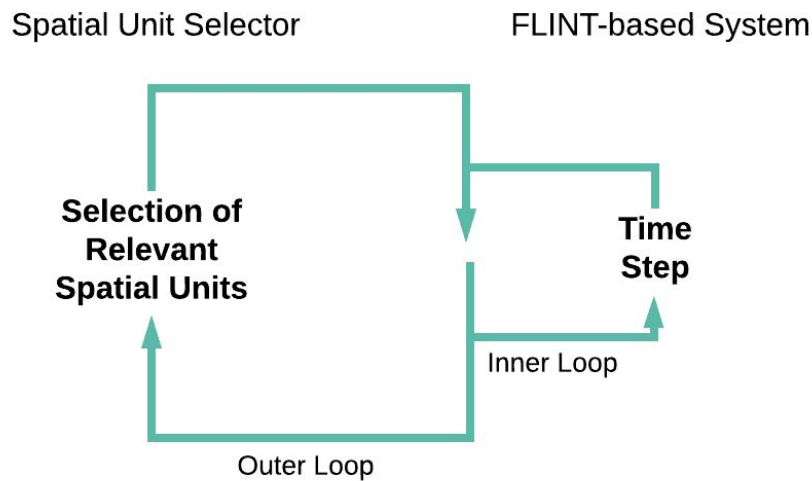 Spatial Unit Selector
FLINT-based System
Selection of
Relevant
Spatial Units
Time
Step
Inner Loop
Outer Loop